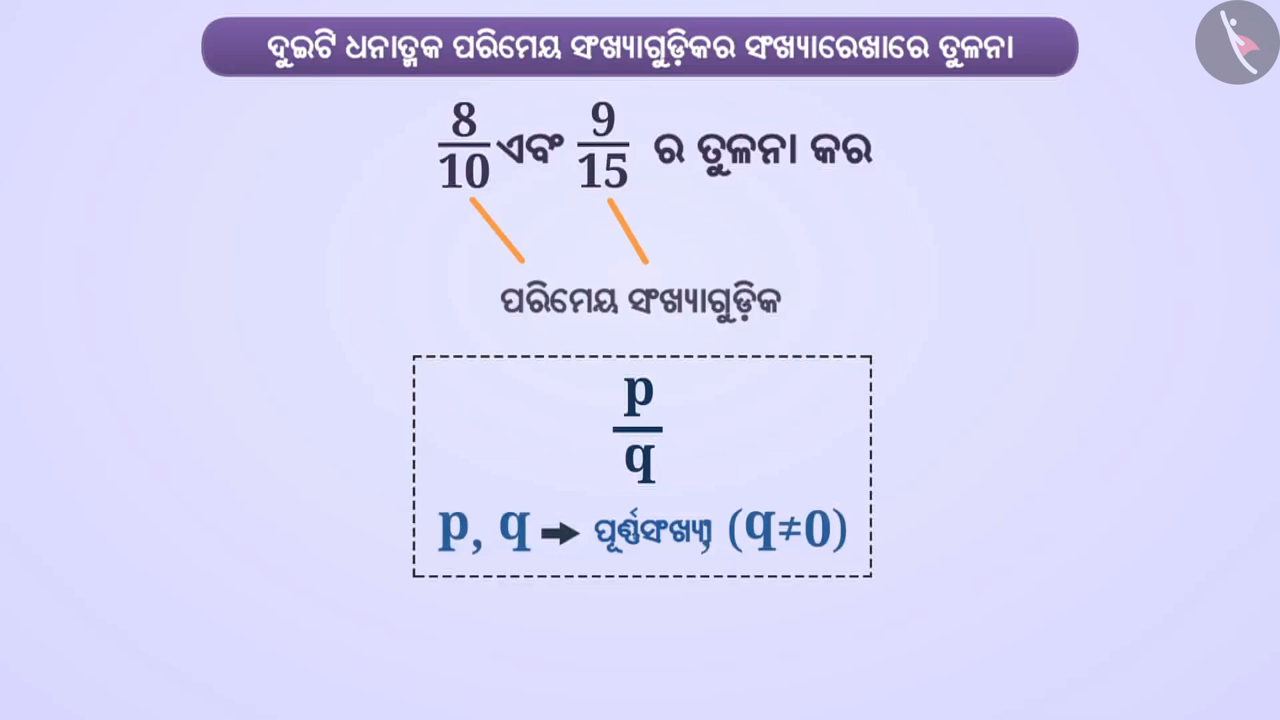 ଦୁଇଟି ଧନାତ୍ମକ ପରିମେୟ ସଂଖ୍ୟାଗୁଡ଼ିକର ସଂଖ୍ୟାରେଖାରେ ତୁଳନା
8/10 ଏବଂ 9/15 ର ତୁଳନା କର
ପରିମେୟ ସଂଖ୍ୟାଗୁଡ଼ିକ
p/q
p, q ➡ ପୂର୍ଣ୍ଣସଂଖ୍ୟା, (q≠0)